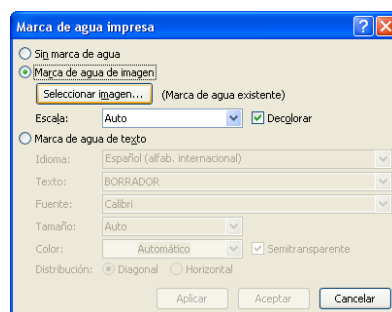 Marca de agua impresa
Sin marca de agua
Marca de agua de imagen
Seleccionar imagen... (Marca de agua existente)
Escala: Auto Decolorar
Marca de agua de texto
Idioma: Español (alfab. internacional)
Texto: BORRADOR
Fuente: Calibri
Tamaño: Auto
Color: Automático Semitransparente
Distribución: Diagonal Horizontal
Aplicar Aceptar Cancelar